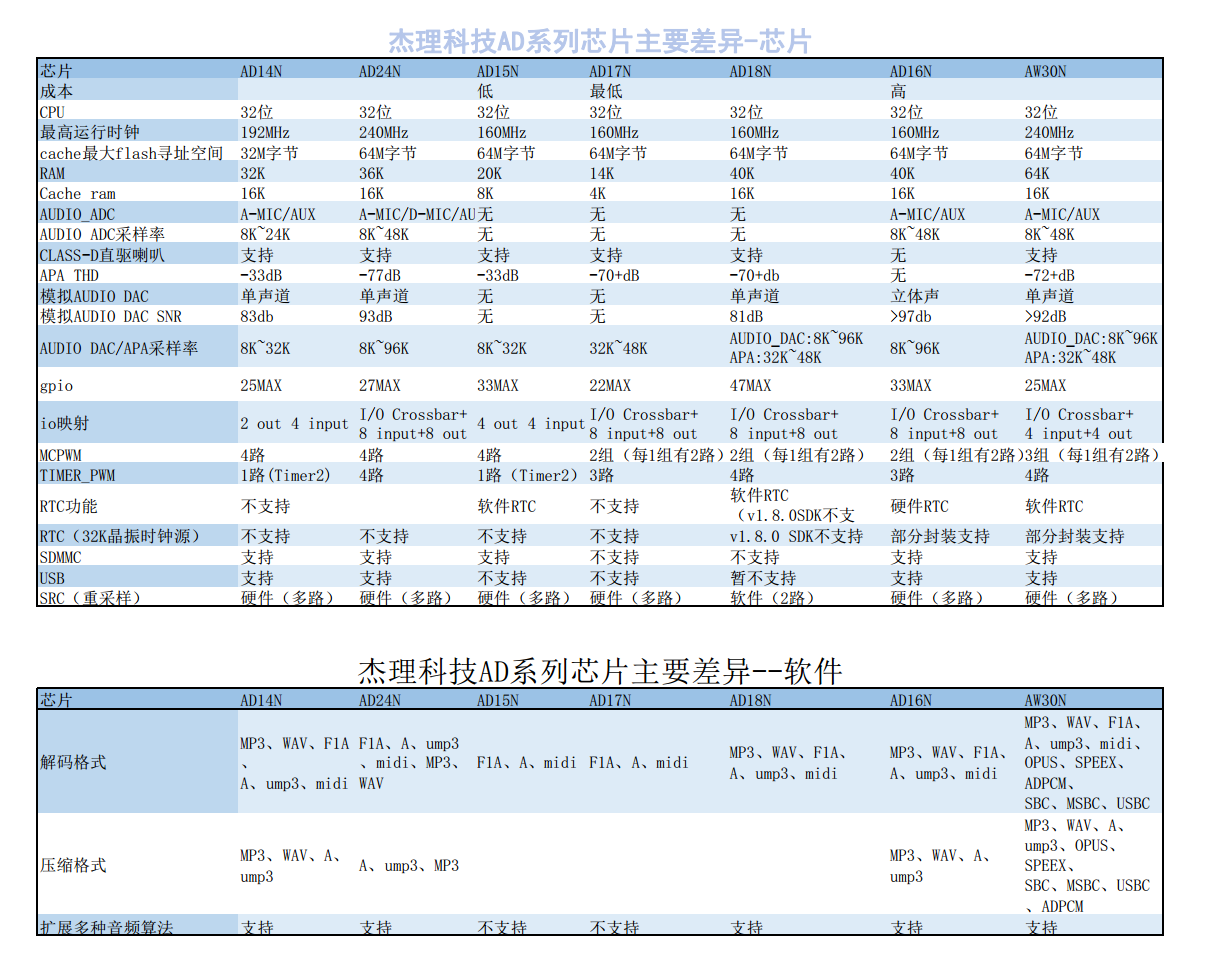 杰理科技AD系列芯片主要差异-芯片
芯片 AD14N AD24N AD15N AD17N AD18N AD16N AW30N
成本 低 最低 高
CPU 32位 32位 32位 32位 32位 32位 32位
最高运行时钟 192MHz 240MHz 160MHz 160MHz 160MHz 160MHz 240MHz
cache最大flash寻址空间 32M字节 64M字节 64M字节 64M字节 64M字节 64M字节 64M字节
RAM 32K 36K 20K 14K 40K 40K 64K
Cache ram 16K 16K 8K 4K 16K 16K 16K
AUDIO_ADC A-MIC/AUX A-MIC/D-MIC/AU 无 无 无 A-MIC/AUX A-MIC/AUX
AUDIO ADC采样率 8K~24K 8K~48K 无 无 无 8K~48K 8K~48K
CLASS-D直驱喇叭 支持 支持 支持 支持 支持 无 支持
APA THD -33dB -77dB -33dB -70+dB -70+db 无 -72+dB
模拟AUDIO DAC 单声道 单声道 无 无 单声道 立体声 单声道
模拟AUDIO DAC SNR 83db 93dB 无 无 81dB >97db >92dB
AUDIO DAC/APA采样率 8K~32K 8K~96K 8K~32K 32K~48K AUDIO_DAC:8K~96K 8K~96K AUDIO_DAC:8K~96K
APA:32K~48K APA:32K~48K
gpio 25MAX 27MAX 33MAX 22MAX 47MAX 33MAX 25MAX
io映射 2 out 4 input I/O Crossbar+ 4 out 4 input I/O Crossbar+ I/O Crossbar+ I/O Crossbar+ I/O Crossbar+
8 input+8 out 8 input+8 out 8 input+8 out 8 input+8 out 4 input+4 out
MCPWM 4路 4路 4路 2组（每1组有2路） 2组（每1组有2路） 2组（每1组有2路） 3组（每1组有2路）
TIMER_PWM 1路(Timer2) 4路 1路（Timer2） 3路 4路 3路 4路
RTC功能 不支持 软件RTC 不支持 软件RTC 硬件RTC 软件RTC
（v1.8.0SDK不支
RTC（32K晶振时钟源） 不支持 不支持 不支持 不支持 v1.8.0 SDK不支持 部分封装支持 部分封装支持
SDMMC 支持 支持 支持 不支持 不支持 支持 支持
USB 支持 支持 不支持 不支持 暂不支持 支持 支持
SRC（重采样） 硬件（多路） 硬件（多路） 硬件（多路） 硬件（多路） 软件（2路） 硬件（多路） 硬件（多路）
杰理科技AD系列芯片主要差异--软件
芯片 AD14N AD24N AD15N AD17N AD18N AD16N AW30N
解码格式 MP3、WAV、F1A F1A、A、ump3 F1A、A、midi F1A、A、midi MP3、WAV、F1A、 MP3、WAV、F1A、 MP3、WAV、F1A、
、 、midi、MP3、 A、ump3、midi A、ump3、midi A、ump3、midi、
A、ump3、midi WAV OPUS、SPEEX、
ADPCM、
SBC、MSBC、USBC
压缩格式 MP3、WAV、A、 A、ump3、MP3 MP3、WAV、A、 MP3、WAV、A、
ump3 ump3 ump3、OPUS、
SPEEX、
SBC、MSBC、USBC
、ADPCM
扩展多种音频算法 支持 支持 不支持 不支持 支持 支持 支持